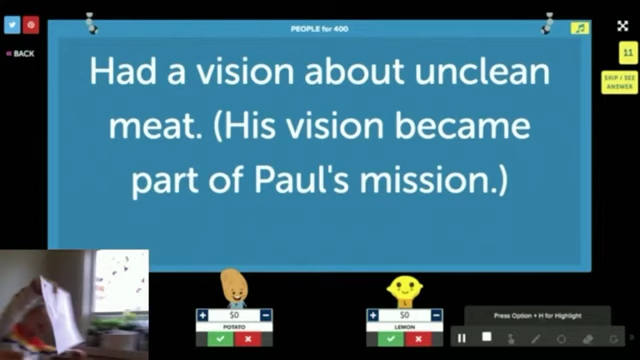 PEOPLE for 400
BACK
11
SKIP / SEE
ANSWER
Had a vision about unclean
meat. (His vision became
part of Paul's mission.)
$0
$0
POTATO
LEMON
Press Option + H for Highlight